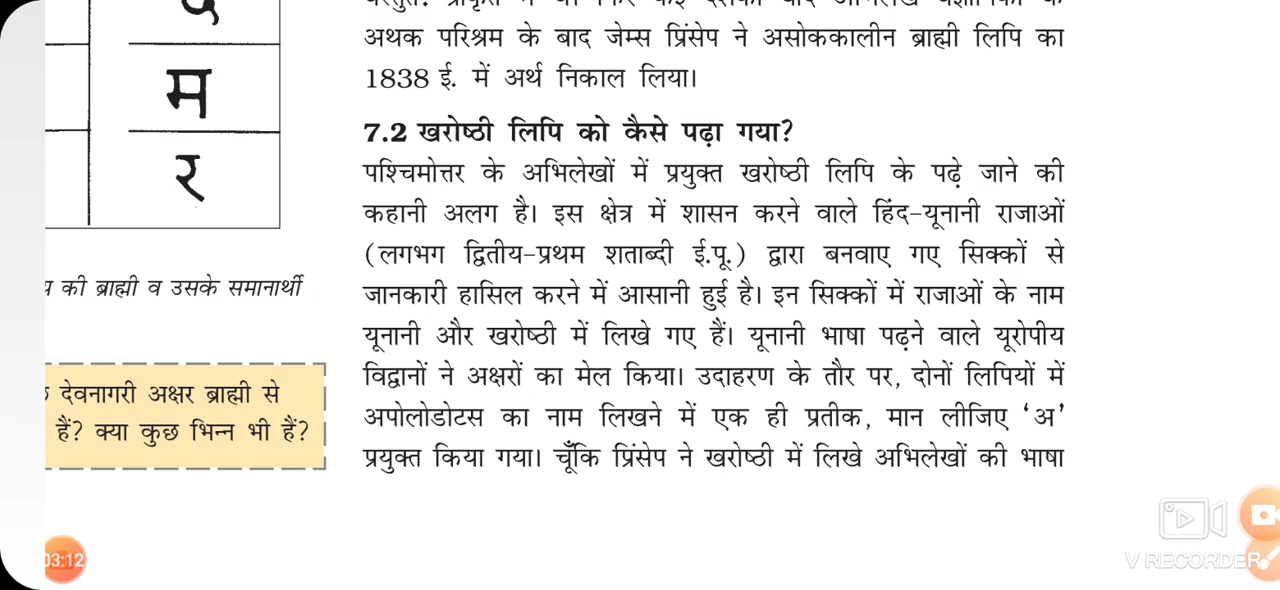 द
म
र
की ब्राह्मी व उसके समानार्थी
देवनागरी अक्षर ब्राह्मी से
हैं? क्या कुछ भिन्न भी हैं?
अथक परिश्रम के बाद जेम्स प्रिंसेप ने असोककालीन ब्राह्मी लिपि का
1838 ई. में अर्थ निकाल लिया।
7.2 खरोष्ठी लिपि को कैसे पढ़ा गया?
पश्चिमोत्तर के अभिलेखों में प्रयुक्त खरोष्ठी लिपि के पढ़े जाने की
कहानी अलग है। इस क्षेत्र में शासन करने वाले हिंद-यूनानी राजाओं
(लगभग द्वितीय-प्रथम शताब्दी ई.पू.) द्वारा बनवाए गए सिक्कों से
जानकारी हासिल करने में आसानी हुई है। इन सिक्कों में राजाओं के नाम
यूनानी और खरोष्ठी में लिखे गए हैं। यूनानी भाषा पढ़ने वाले यूरोपीय
विद्वानों ने अक्षरों का मेल किया। उदाहरण के तौर पर, दोनों लिपियों में
अपोलोडोटस का नाम लिखने में एक ही प्रतीक, मान लीजिए ‘अ’
प्रयुक्त किया गया। चूँकि प्रिंसेप ने खरोष्ठी में लिखे अभिलेखों की भाषा
03:12
V RECORDER